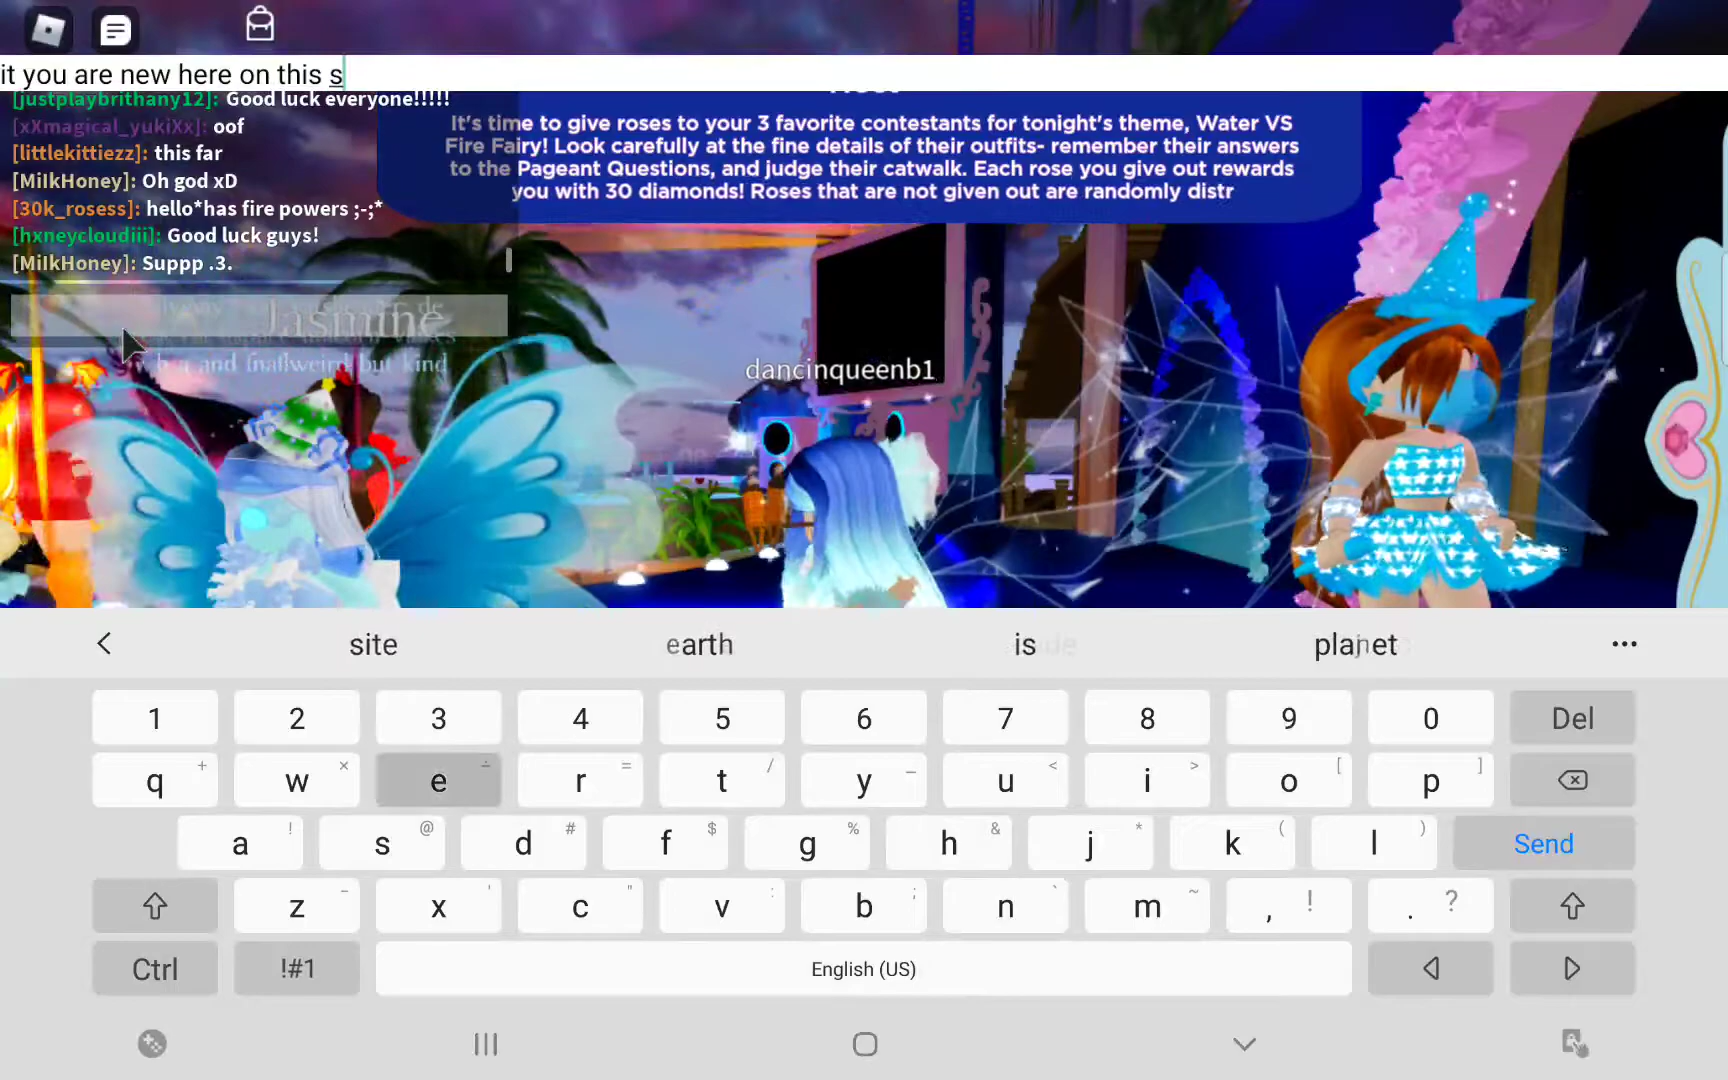 it you are new here on this s
[justplaybrithany12]: Good luck everyone!!!!!
[xXmagical_yukiXx]: oof
[littlekittiezz]: this far
[MilkHoney]: Oh god xD
[30k_rosess]: hello*has fire powers ;-;*
[hxneycloudiii]: Good luck guys!
[MilkHoney]: Suppp .3.
It's time to give roses to your 3 favorite contestants for tonight's theme, Water VS
Fire Fairy! Look carefully at the fine details of their outfits- remember their answers
to the Pageant Questions, and judge their catwalk. Each rose you give out rewards
you with 30 diamonds! Roses that are not given out are randomly distr
Jasmine
and small weird but kind
dancinqueenb1
site earth is planet
1 2 3 4 5 6 7 8 9 0 Del
q + w × e ÷ r = t / y _ u < i > o [ p ]
a ! s @ d # f $ g % h & j * k ( l ) Send
z - x ' c " v : b ; n ` m ~ , ! . ?
Ctrl !#1 English (US)